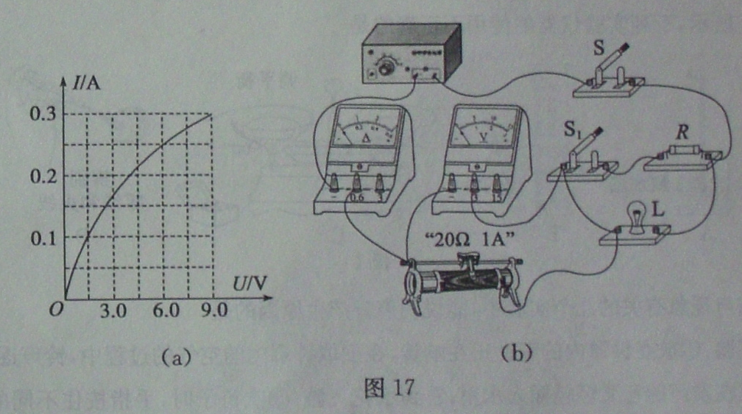 I/A
0.3
0.2
0.1
O
3.0 6.0 9.0
U/V
(a)
S
A
V
S₁
R
0.6
L
"20Ω 1A"
(b)
图 17